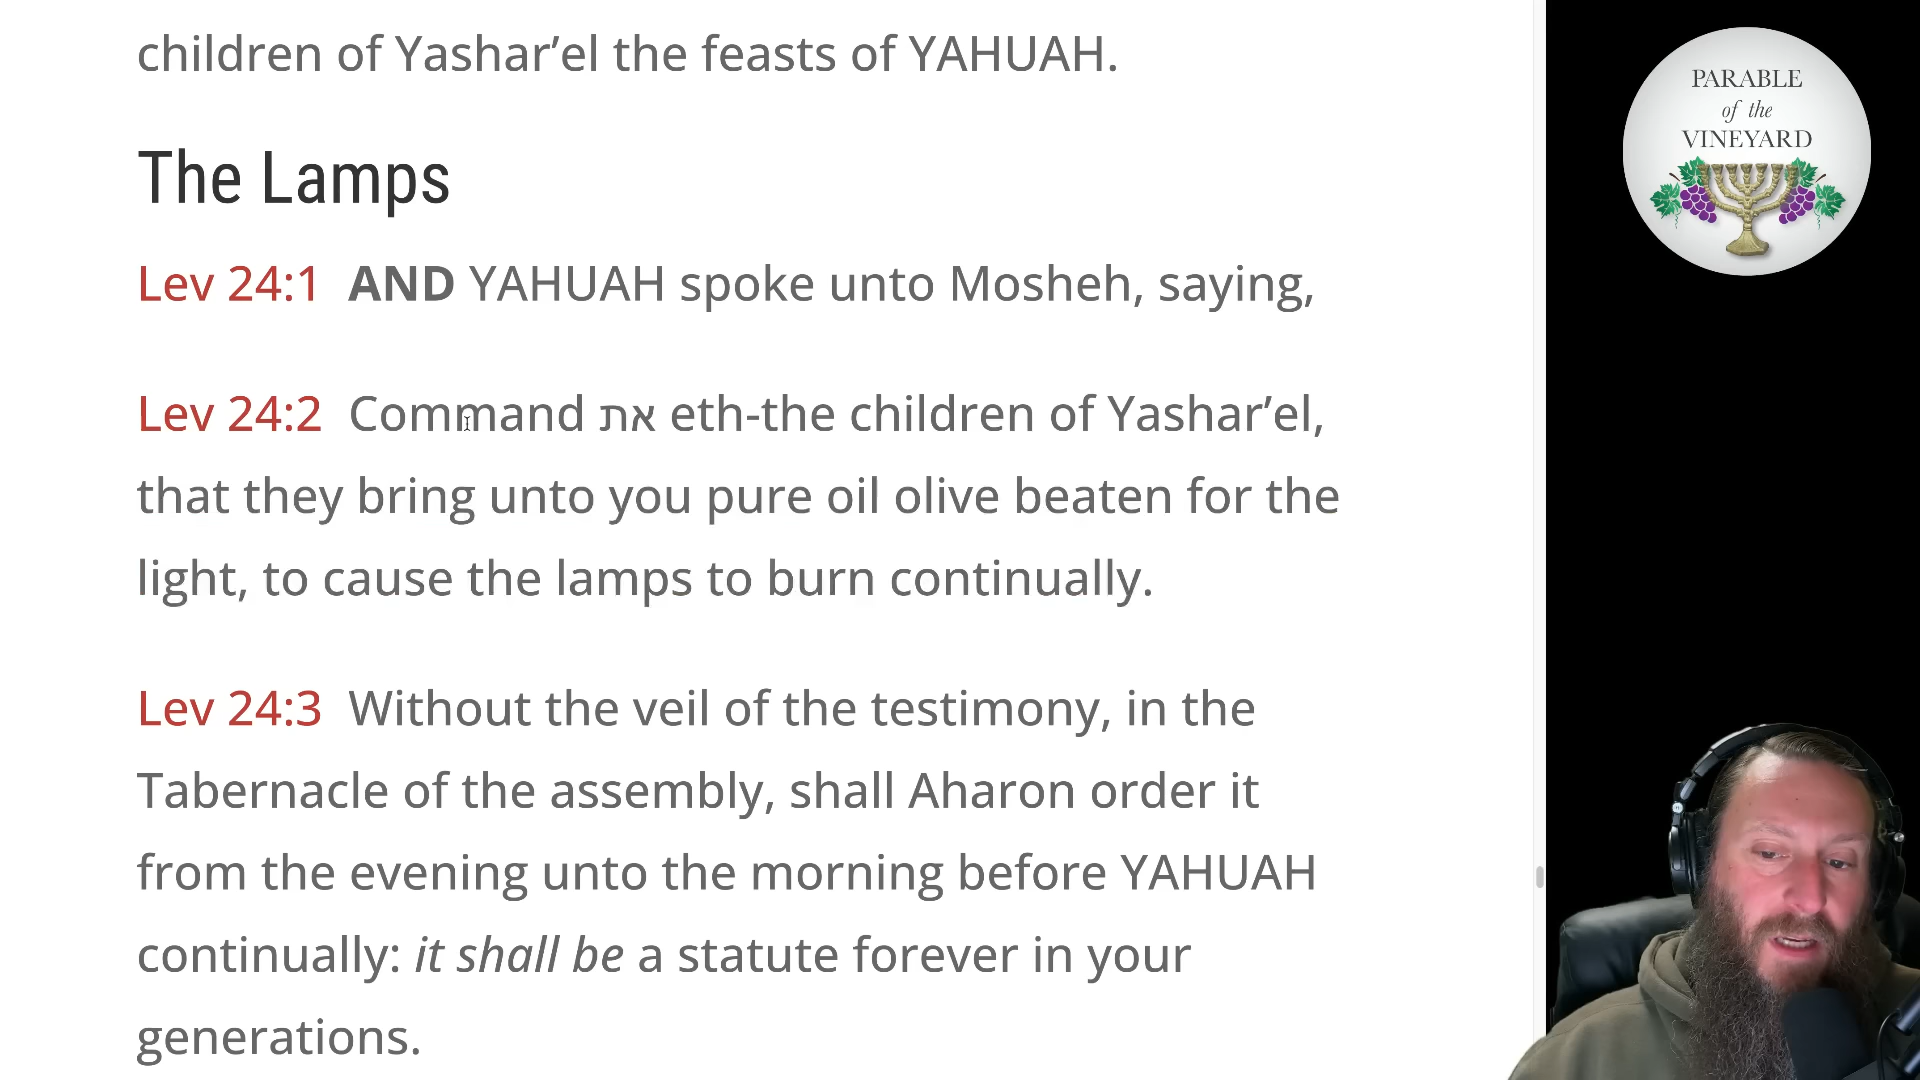 children of Yashar’el the feasts of YAHUAH.
The Lamps
Lev 24:1 AND YAHUAH spoke unto Mosheh, saying,
Lev 24:2 Command את eth-the children of Yashar’el,
that they bring unto you pure oil olive beaten for the
light, to cause the lamps to burn continually.
Lev 24:3 Without the veil of the testimony, in the
Tabernacle of the assembly, shall Aharon order it
from the evening unto the morning before YAHUAH
continually: it shall be a statute forever in your
generations.
PARABLE
of the
VINEYARD